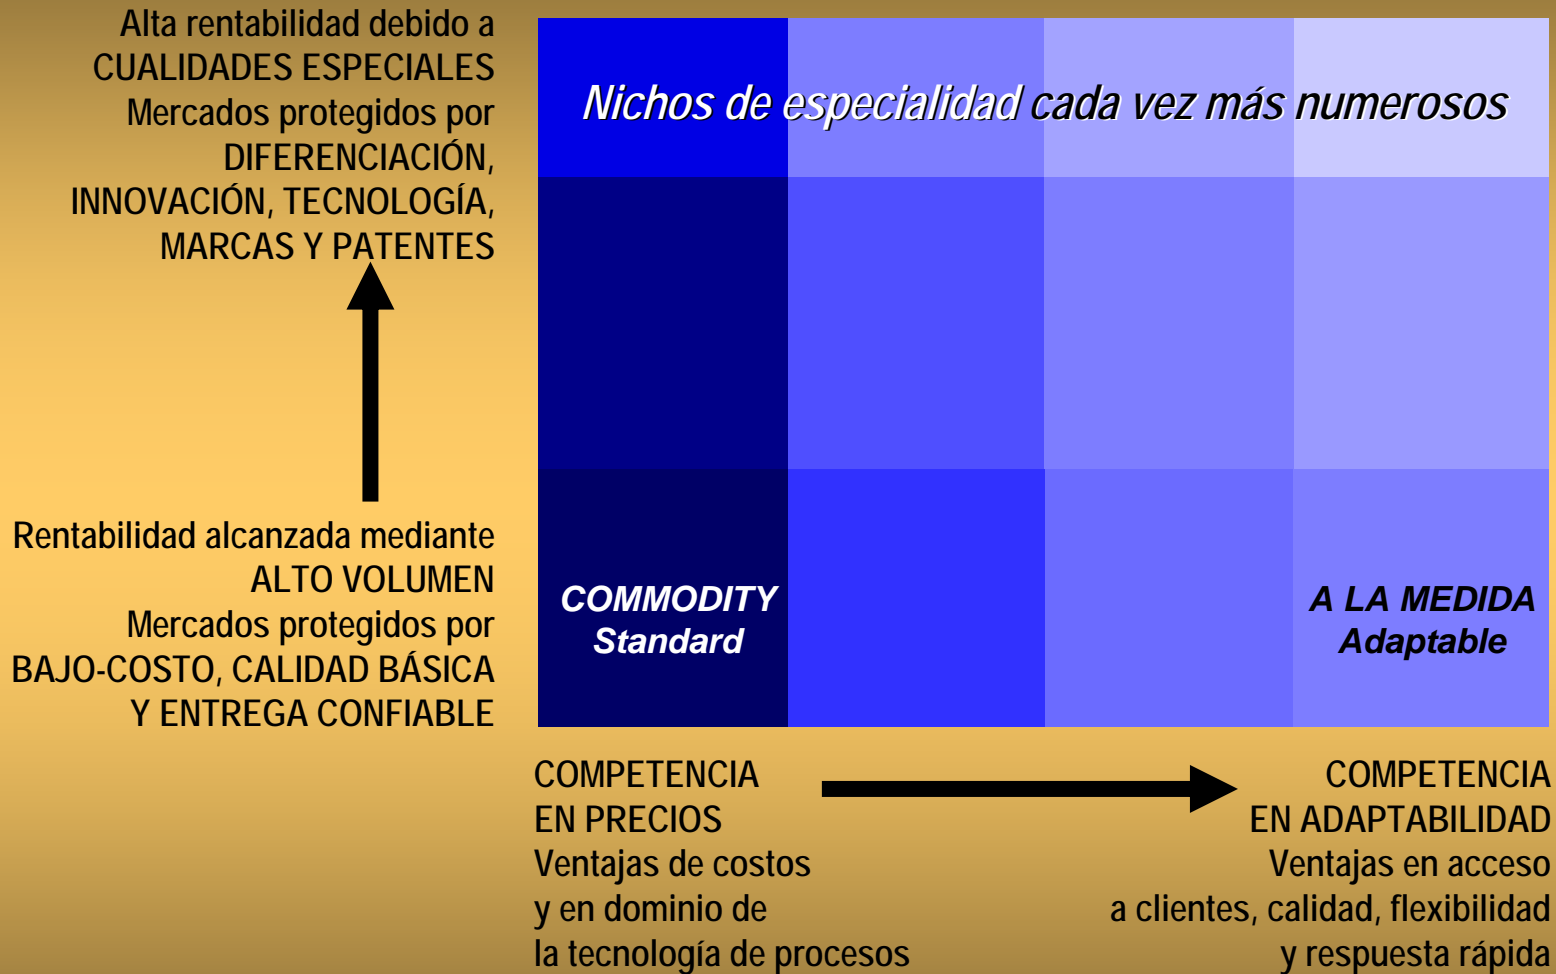 Alta rentabilidad debido a
CUALIDADES ESPECIALES
Mercados protegidos por
DIFERENCIACIÓN,
INNOVACIÓN, TECNOLOGÍA,
MARCAS Y PATENTES
Nichos de especialidad cada vez más numerosos
Rentabilidad alcanzada mediante
ALTO VOLUMEN
Mercados protegidos por
BAJO-COSTO, CALIDAD BÁSICA
Y ENTREGA CONFIABLE
COMMODITY
Standard
A LA MEDIDA
Adaptable
COMPETENCIA
EN PRECIOS
Ventajas de costos
y en dominio de
la tecnología de procesos
COMPETENCIA
EN ADAPTABILIDAD
Ventajas en acceso
a clientes, calidad, flexibilidad
y respuesta rápida